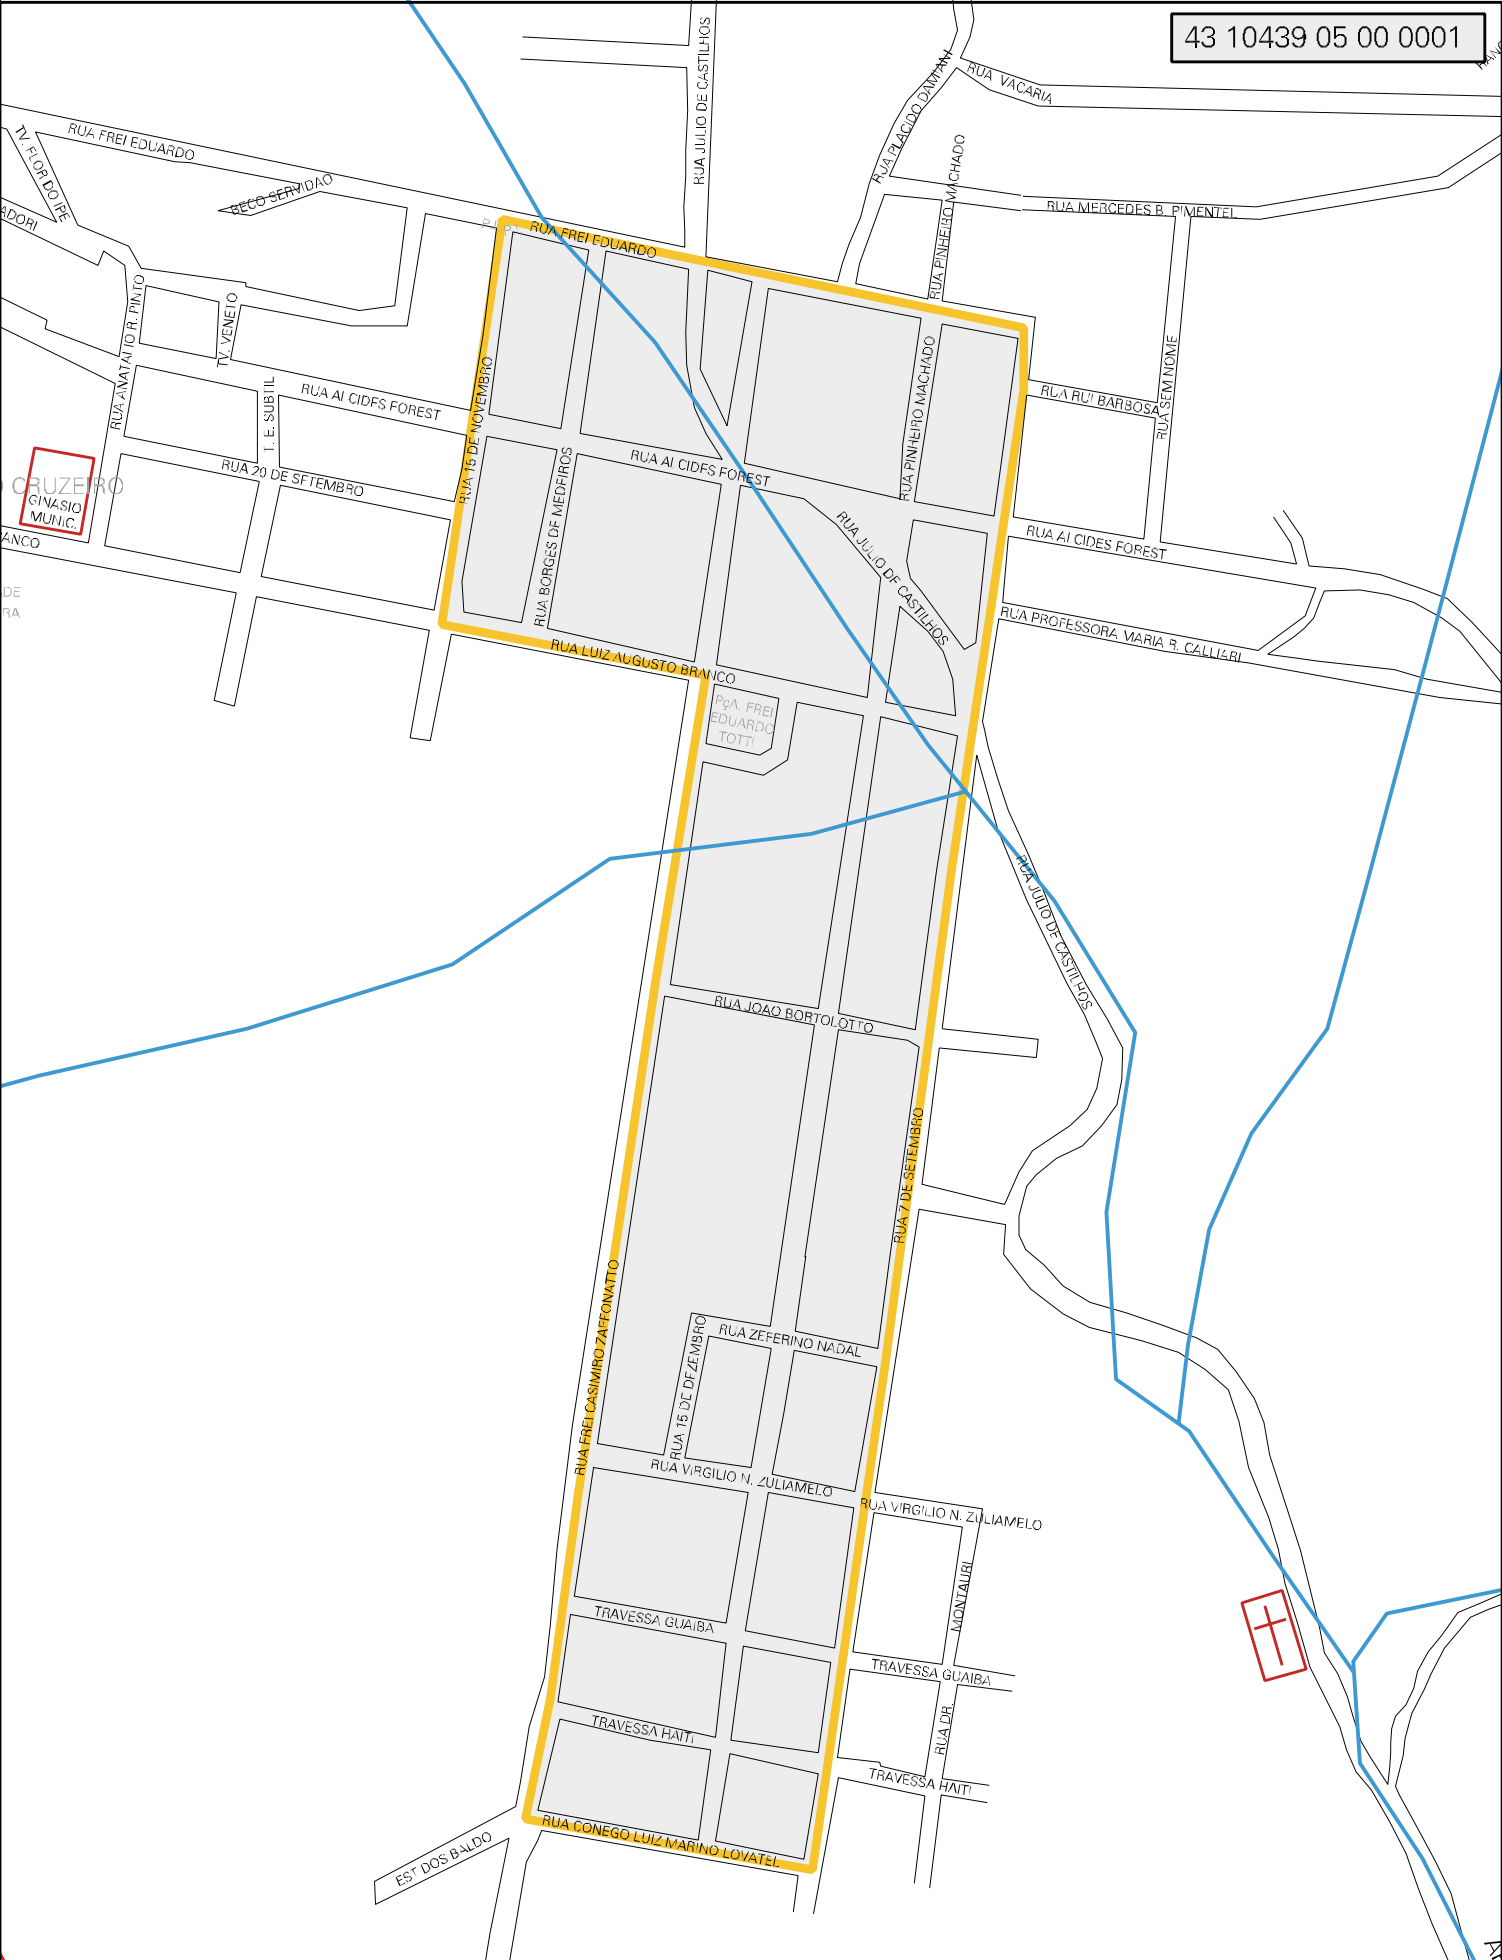 43 10439 05 00 0001
RUA JULIO DE CASTILHOS
RUA PLACIDO DAMIANI
RUA VACARIA
RUA FREI EDUARDO
TV. FLOR DO IPE
BECO SERVIDAO
RUA PINHEIRO MACHADO
RUA MERCEDES B. PIMENTEL
ADORI
RUA FREI EDUARDO
RUA ANATALIO R. PINTO
TV. VENETO
T. E. SUBTIL
RUA ALCIDES FOREST
RUA 15 DE NOVEMBRO
RUA PINHEIRO MACHADO
RUA RUI BARBOSA
RUA SEM NOME
RUA 20 DE SETEMBRO
RUA BORGES DE MEDEIROS
RUA ALCIDES FOREST
O CRUZEIRO
GINASIO
MUNIC.
ANCO
RUA JULIO DE CASTILHOS
RUA ALCIDES FOREST
ADE
RA
RUA PROFESSORA MARIA R. CALLIARI
RUA LUIZ AUGUSTO BRANCO
PÇA. FREI
EDUARDO
TOTTI
RUA JULIO DE CASTILHOS
RUA JOAO BORTOLOTTO
RUA 7 DE SETEMBRO
RUA FREI CASIMIRO ZAFFONATTO
RUA ZEFERINO NADAL
RUA 15 DE DEZEMBRO
RUA VIRGILIO N. ZULIAMELO
RUA VIRGILIO N. ZULIAMELO
MONTAURI
TRAVESSA GUAIBA
TRAVESSA GUAIBA
RUA DR.
TRAVESSA HAITI
TRAVESSA HAITI
RUA CONEGO LUIZ MARINO LOVATEL
EST DOS BALDO